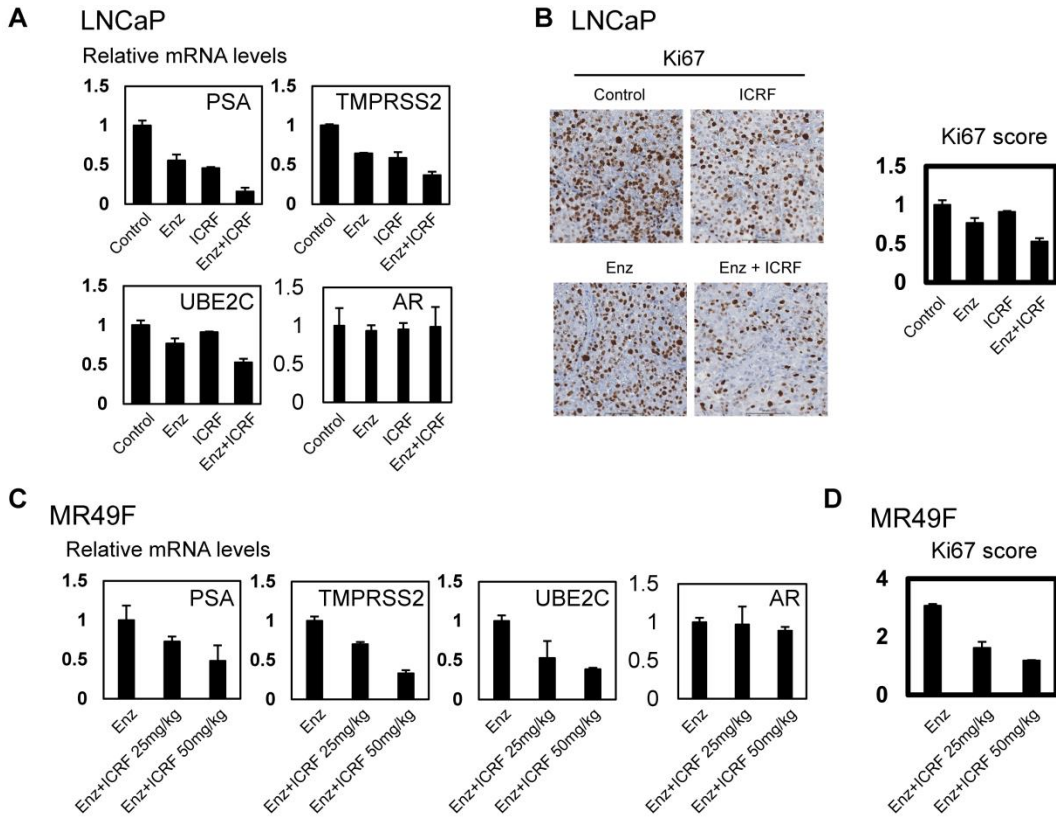 A LNCaP
Relative mRNA levels
1.5
1
0.5
0
PSA
Control
Enz
ICRF
Enz+ICRF
1.5
1
0.5
0
TMPRSS2
Control
Enz
ICRF
Enz+ICRF
1.5
1
0.5
0
UBE2C
Control
Enz
ICRF
Enz+ICRF
1.5
1
0.5
0
AR
Control
Enz
ICRF
Enz+ICRF
B LNCaP
Ki67
Control
ICRF
Enz
Enz + ICRF
Ki67 score
1.5
1
0.5
0
Control
Enz
ICRF
Enz+ICRF
C MR49F
Relative mRNA levels
1.5
1
0.5
0
PSA
Enz
Enz+ICRF 25mg/kg
Enz+ICRF 50mg/kg
1.5
1
0.5
0
TMPRSS2
Enz
Enz+ICRF 25mg/kg
Enz+ICRF 50mg/kg
1.5
1
0.5
0
UBE2C
Enz
Enz+ICRF 25mg/kg
Enz+ICRF 50mg/kg
1.5
1
0.5
0
AR
Enz
Enz+ICRF 25mg/kg
Enz+ICRF 50mg/kg
D MR49F
Ki67 score
4
2
0
Enz
Enz+ICRF 25mg/kg
Enz+ICRF 50mg/kg